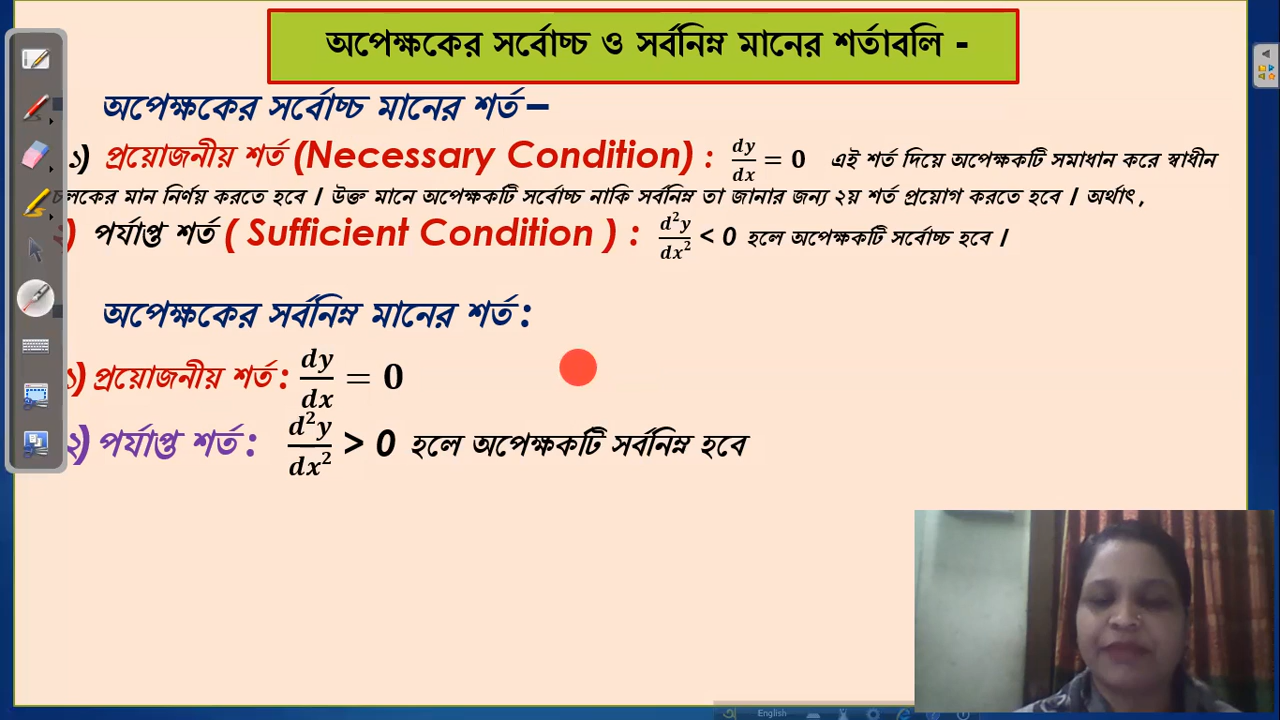 অপেক্ষকের সর্বোচ্চ ও সর্বনিম্ন মানের শর্তাবলি -
অপেক্ষকের সর্বোচ্চ মানের শর্ত–
১) প্রয়োজনীয় শর্ত (Necessary Condition) : dy/dx = 0 এই শর্ত দিয়ে অপেক্ষকটি সমাধান করে স্বাধীন
চলকের মান নির্ণয় করতে হবে। উক্ত মানে অপেক্ষকটি সর্বোচ্চ নাকি সর্বনিম্ন তা জানার জন্য ২য় শর্ত প্রয়োগ করতে হবে। অর্থাৎ,
২) পর্যাপ্ত শর্ত ( Sufficient Condition ) : d²y/dx² < 0 হলে অপেক্ষকটি সর্বোচ্চ হবে।
অপেক্ষকের সর্বনিম্ন মানের শর্ত:
১) প্রয়োজনীয় শর্ত: dy/dx = 0
২) পর্যাপ্ত শর্ত: d²y/dx² > 0 হলে অপেক্ষকটি সর্বনিম্ন হবে
English